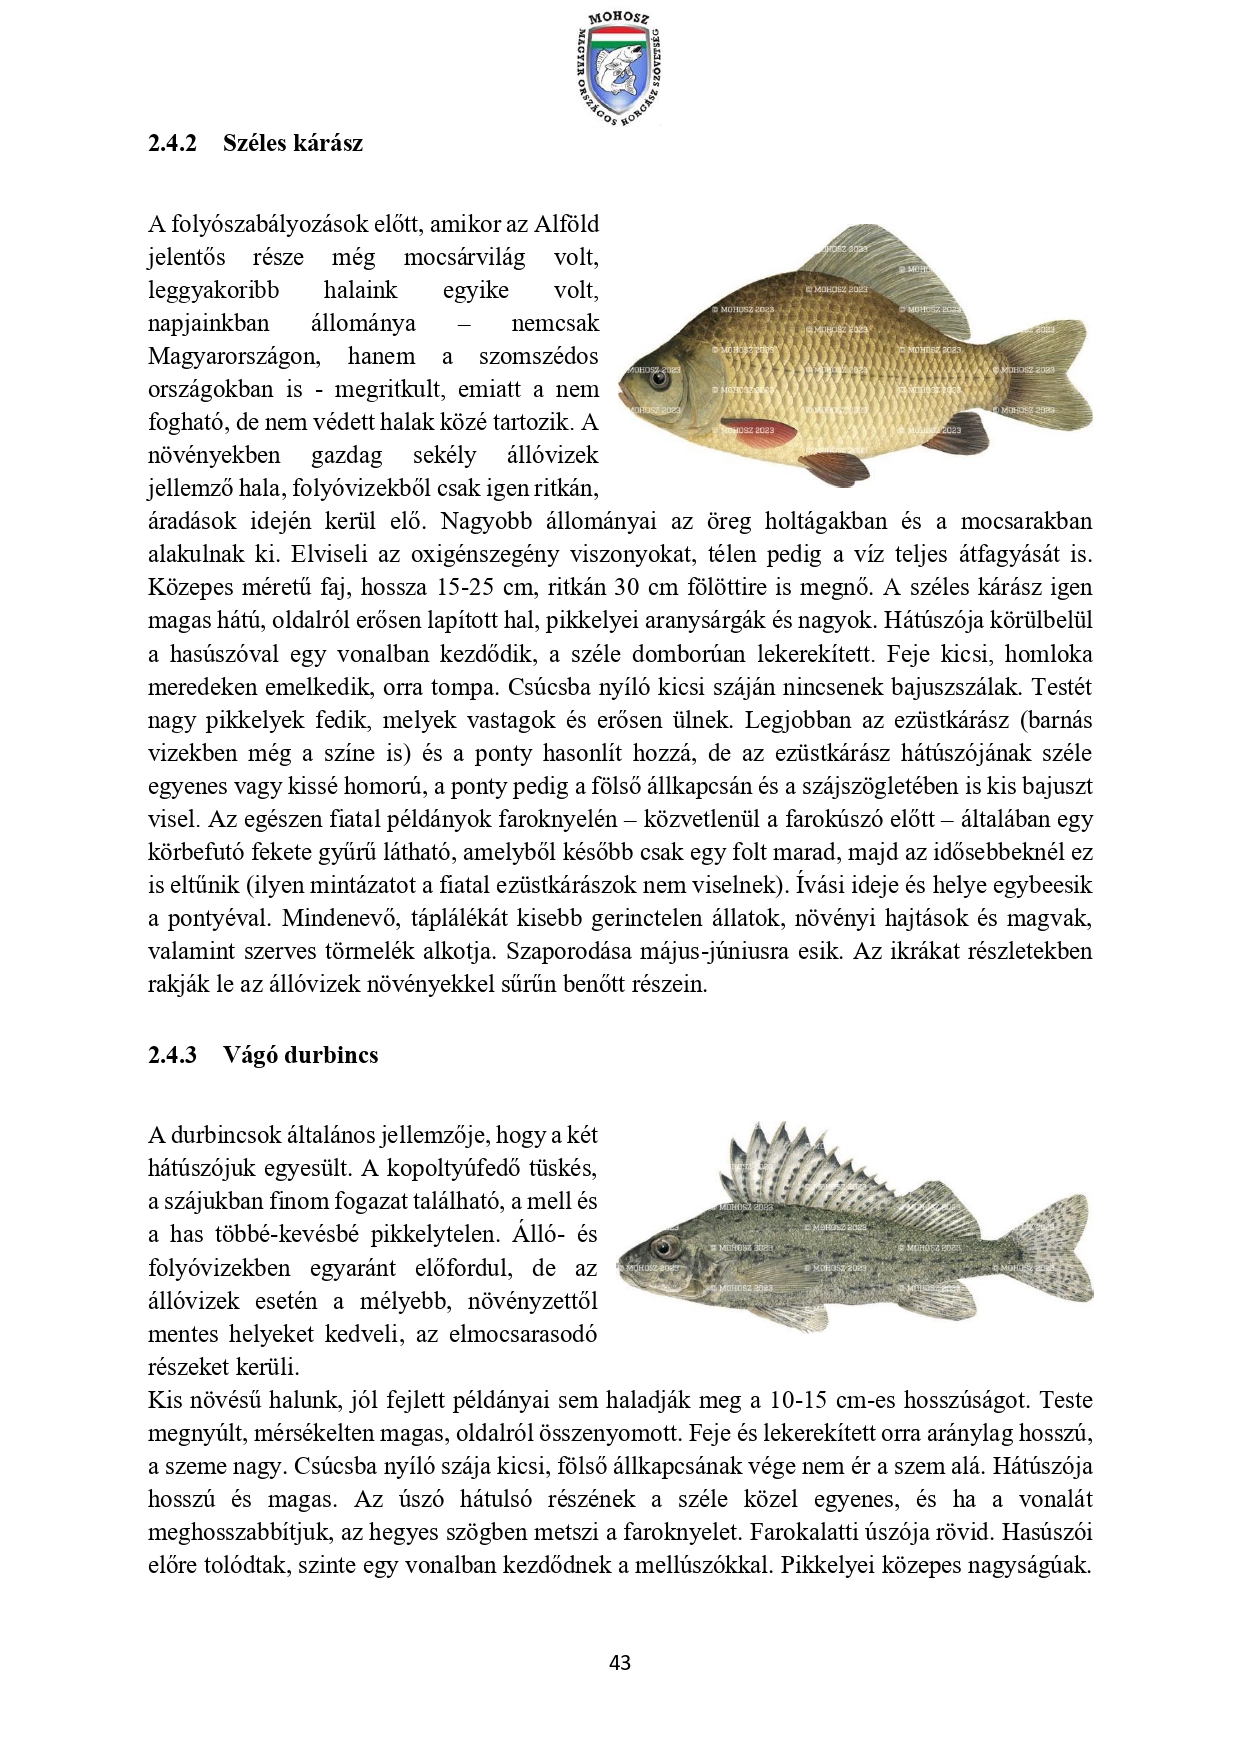 MOHOSZ
MAGYAR ORSZÁGOS HORGÁSZ SZÖVETSÉG
2.4.2 Széles kárász
A folyószabályozások előtt, amikor az Alföld
jelentős része még mocsárvilág volt,
leggyakoribb halaink egyike volt,
napjainkban állománya – nemcsak
Magyarországon, hanem a szomszédos
országokban is - megritkult, emiatt a nem
fogható, de nem védett halak közé tartozik. A
növényekben gazdag sekély állóvizek
jellemző hala, folyóvizekből csak igen ritkán,
áradások idején kerül elő. Nagyobb állományai az öreg holtágakban és a mocsarakban
alakulnak ki. Elviseli az oxigénszegény viszonyokat, télen pedig a víz teljes átfagyását is.
Közepes méretű faj, hossza 15-25 cm, ritkán 30 cm fölöttire is megnő. A széles kárász igen
magas hátú, oldalról erősen lapított hal, pikkelyei aranysárgák és nagyok. Hátúszója körülbelül
a hasúszóval egy vonalban kezdődik, a széle domborúan lekerekített. Feje kicsi, homloka
meredeken emelkedik, orra tompa. Csúcsba nyíló kicsi száján nincsenek bajuszszálak. Testét
nagy pikkelyek fedik, melyek vastagok és erősen ülnek. Legjobban az ezüstkárász (barnás
vizekben még a színe is) és a ponty hasonlít hozzá, de az ezüstkárász hátúszójának széle
egyenes vagy kissé homorú, a ponty pedig a fölső állkapcsán és a szájszögletében is kis bajuszt
visel. Az egészen fiatal példányok faroknyelén – közvetlenül a farokúszó előtt – általában egy
körbefutó fekete gyűrű látható, amelyből később csak egy folt marad, majd az idősebbeknél ez
is eltűnik (ilyen mintázatot a fiatal ezüstkárászok nem viselnek). Ívási ideje és helye egybeesik
a pontyéval. Mindenevő, táplálékát kisebb gerinctelen állatok, növényi hajtások és magvak,
valamint szerves törmelék alkotja. Szaporodása május-júniusra esik. Az ikrákat részletekben
rakják le az állóvizek növényekkel sűrűn benőtt részein.
2.4.3 Vágó durbincs
A durbincsok általános jellemzője, hogy a két
hátúszójuk egyesült. A kopoltyúfedő tüskés,
a szájukban finom fogazat található, a mell és
a has többé-kevésbé pikkelytelen. Álló- és
folyóvizekben egyaránt előfordul, de az
állóvizek esetén a mélyebb, növényzettől
mentes helyeket kedveli, az elmocsarasodó
részeket kerüli.
Kis növésű halunk, jól fejlett példányai sem haladják meg a 10-15 cm-es hosszúságot. Teste
megnyúlt, mérsékelten magas, oldalról összenyomott. Feje és lekerekített orra aránylag hosszú,
a szeme nagy. Csúcsba nyíló szája kicsi, fölső állkapcsának vége nem ér a szem alá. Hátúszója
hosszú és magas. Az úszó hátulsó részének a széle közel egyenes, és ha a vonalát
meghosszabbítjuk, az hegyes szögben metszi a faroknyelet. Farokalatti úszója rövid. Hasúszói
előre tolódtak, szinte egy vonalban kezdődnek a mellúszókkal. Pikkelyei közepes nagyságúak.
43